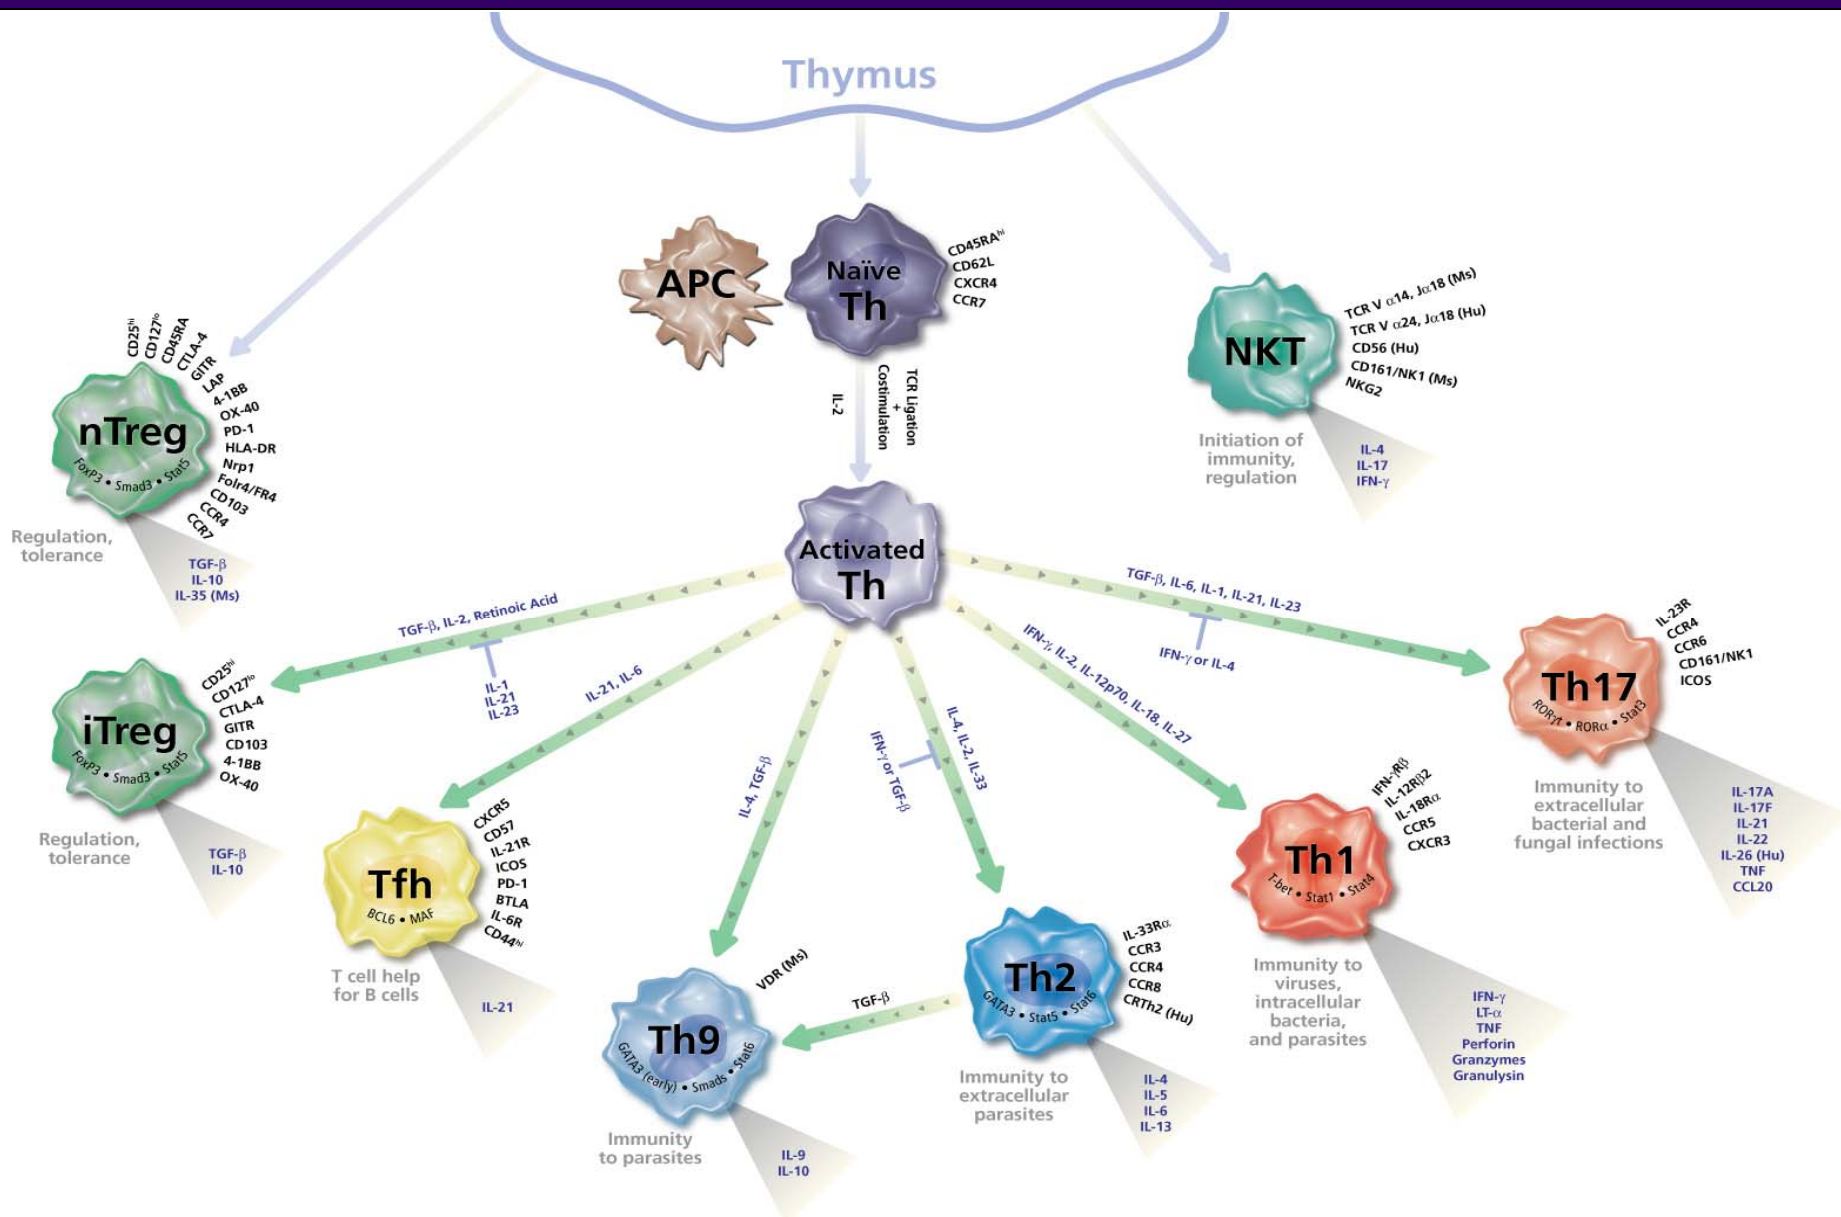 Thymus
APC
Naïve
Th
CD45RAhi
CD62L
CXCR4
CCR7
IL-2
TCR Ligation
+
Costimulation
NKT
TCR V α14, Jα18 (Ms)
TCR V α24, Jα18 (Hu)
CD56 (Hu)
CD161/NK1 (Ms)
NKG2
Initiation of
immunity,
regulation
IL-4
IL-17
IFN-γ
nTreg
FoxP3 • Smad3 • Stat5
CD25hi
CD127lo
CD45RA
CTLA-4
GITR
LAP
4-1BB
OX-40
PD-1
HLA-DR
Nrp1
Folr4/FR4
CD103
CCR4
CCR7
Regulation,
tolerance
TGF-β
IL-10
IL-35 (Ms)
Activated
Th
TGF-β, IL-2, Retinoic Acid
IL-1
IL-21
IL-23
IL-21, IL-6
IL-4, TGF-β
IL-4, IL-2, IL-33
IFN-γ or TGF-β
IFN-γ, IL-2, IL-12p70, IL-18, IL-27
TGF-β, IL-6, IL-1, IL-21, IL-23
IFN-γ or IL-4
iTreg
FoxP3 • Smad3 • Stat5
CD25hi
CD127lo
CTLA-4
GITR
CD103
4-1BB
OX-40
Regulation,
tolerance
TGF-β
IL-10
Tfh
BCL6 • MAF
CXCR5
CD57
IL-21R
ICOS
PD-1
BTLA
IL-6R
CD44hi
T cell help
for B cells
IL-21
Th9
GATA3 (early) • Smads • Stat6
VDR (Ms)
Immunity
to parasites
IL-9
IL-10
TGF-β
Th2
GATA3 • Stat5 • Stat6
IL-33Rα
CCR3
CCR4
CCR8
CRTh2 (Hu)
Immunity to
extracellular
parasites
IL-4
IL-5
IL-6
IL-13
Th1
T-bet • Stat1 • Stat4
IFN-γRβ
IL-12Rβ2
IL-18Rα
CCR5
CXCR3
Immunity to
viruses,
intracellular
bacteria,
and parasites
IFN-γ
LT-α
TNF
Perforin
Granzymes
Granulysin
Th17
RORγt • RORα • Stat3
IL-23R
CCR4
CCR6
CD161/NK1
ICOS
Immunity to
extracellular
bacterial and
fungal infections
IL-17A
IL-17F
IL-21
IL-22
IL-26 (Hu)
TNF
CCL20